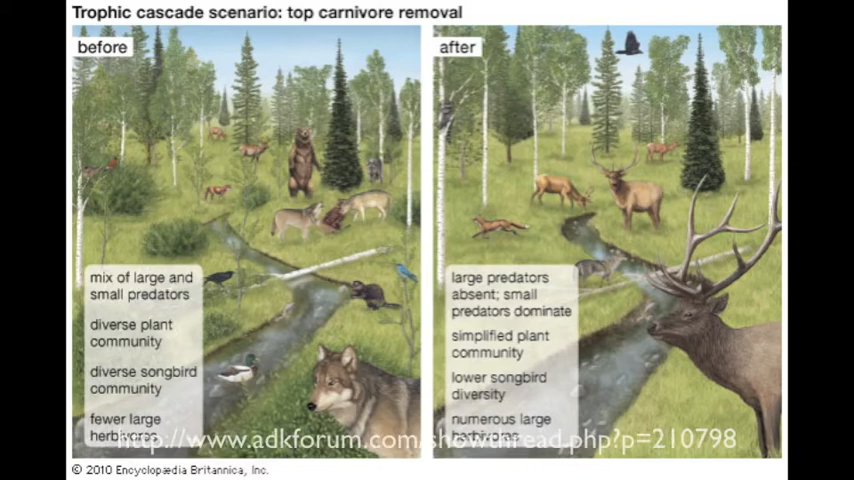 Trophic cascade scenario: top carnivore removal
before
mix of large and
small predators
diverse plant
community
diverse songbird
community
fewer large
herbivores
after
large predators
absent; small
predators dominate
simplified plant
community
lower songbird
diversity
numerous large
herbivores
http://www.adkforum.com/showthread.php?p=210798
© 2010 Encyclopædia Britannica, Inc.